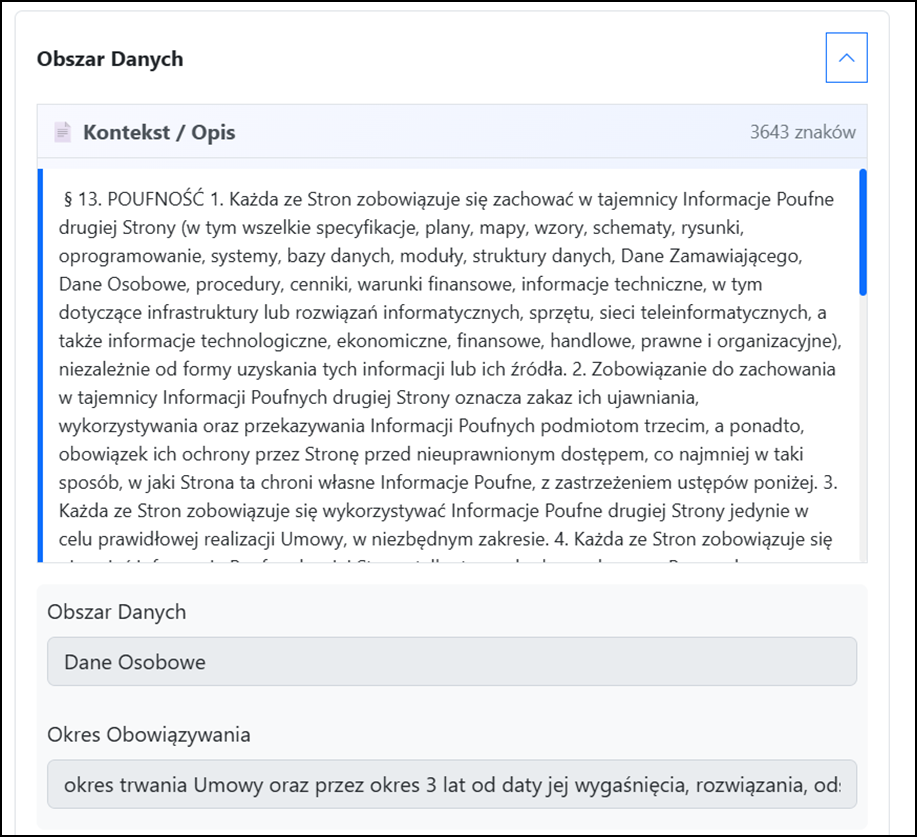 Obszar Danych
Kontekst / Opis
3643 znaków
§ 13. POUFNOŚĆ 1. Każda ze Stron zobowiązuje się zachować w tajemnicy Informacje Poufne
drugiej Strony (w tym wszelkie specyfikacje, plany, mapy, wzory, schematy, rysunki,
oprogramowanie, systemy, bazy danych, moduły, struktury danych, Dane Zamawiającego,
Dane Osobowe, procedury, cenniki, warunki finansowe, informacje techniczne, w tym
dotyczące infrastruktury lub rozwiązań informatycznych, sprzętu, sieci teleinformatycznych, a
także informacje technologiczne, ekonomiczne, finansowe, handlowe, prawne i organizacyjne),
niezależnie od formy uzyskania tych informacji lub ich źródła. 2. Zobowiązanie do zachowania
w tajemnicy Informacji Poufnych drugiej Strony oznacza zakaz ich ujawniania,
wykorzystywania oraz przekazywania Informacji Poufnych podmiotom trzecim, a ponadto,
obowiązek ich ochrony przez Stronę przed nieuprawnionym dostępem, co najmniej w taki
sposób, w jaki Strona ta chroni własne Informacje Poufne, z zastrzeżeniem ustępów poniżej. 3.
Każda ze Stron zobowiązuje się wykorzystywać Informacje Poufne drugiej Strony jedynie w
celu prawidłowej realizacji Umowy, w niezbędnym zakresie. 4. Każda ze Stron zobowiązuje się
Obszar Danych
Dane Osobowe
Okres Obowiązywania
okres trwania Umowy oraz przez okres 3 lat od daty jej wygaśnięcia, rozwiązania,